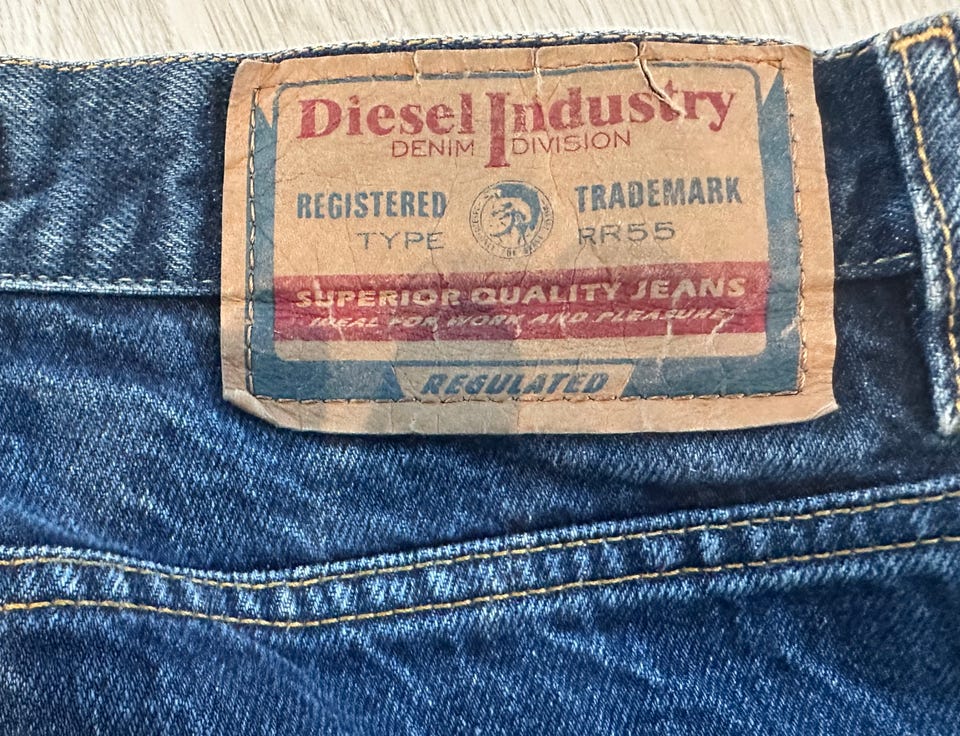 Diesel Industry
DENIM DIVISION
REGISTERED TRADEMARK
TYPE RR55
SUPERIOR QUALITY JEANS
IDEAL FOR WORK AND PLEASURE
REGULATED